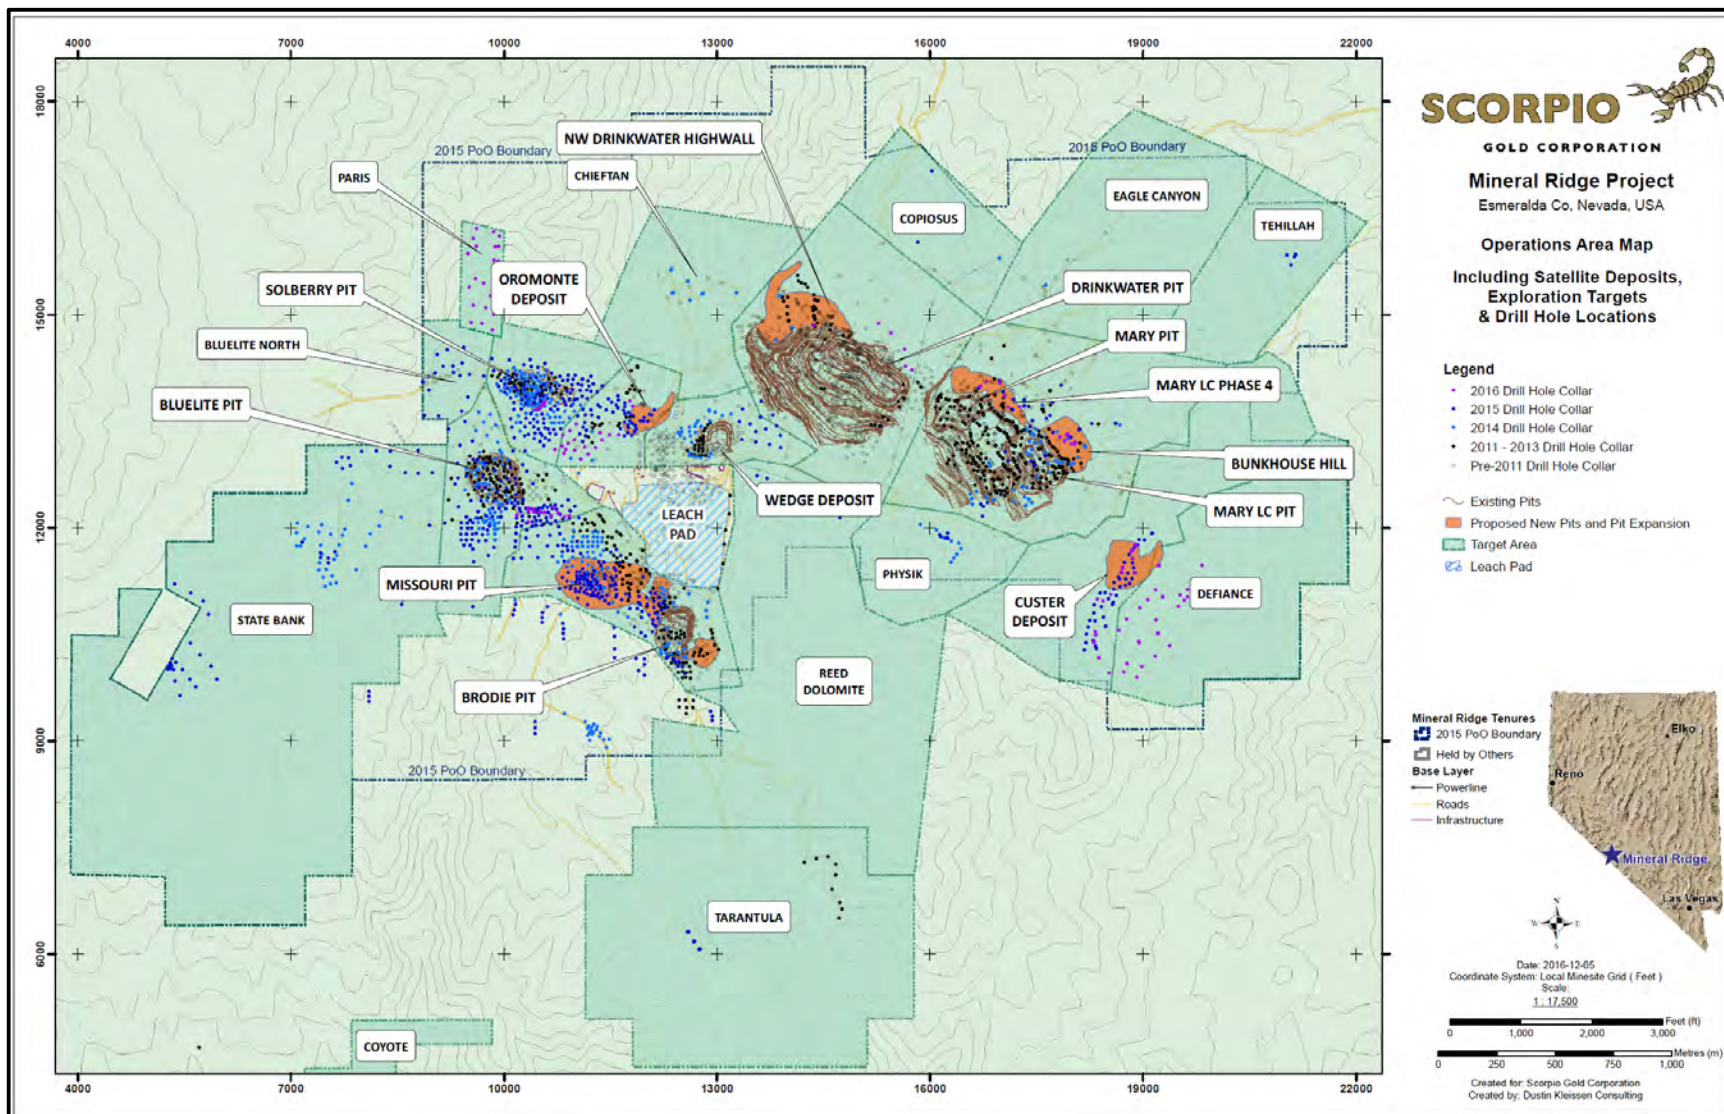 4000 7000 10000 13000 16000 19000 22000
18000
15000
12000
9000
6000
2015 PoO Boundary
NW DRINKWATER HIGHWALL
CHIEFTAN
PARIS
2015 PoO Boundary
EAGLE CANYON
COPIOSUS
TEHILLAH
SOLBERRY PIT
OROMONTE
DEPOSIT
DRINKWATER PIT
MARY PIT
BLUELITE NORTH
MARY LC PHASE 4
BLUELITE PIT
BUNKHOUSE HILL
WEDGE DEPOSIT
MARY LC PIT
LEACH
PAD
MISSOURI PIT
PHYSIK
CUSTER
DEPOSIT
DEFIANCE
STATE BANK
REED
DOLOMITE
BRODIE PIT
2015 PoO Boundary
TARANTULA
COYOTE
4000 7000 10000 13000 16000 19000 22000
SCORPIO
GOLD CORPORATION
Mineral Ridge Project
Esmeralda Co, Nevada, USA
Operations Area Map
Including Satellite Deposits,
Exploration Targets
& Drill Hole Locations
Legend
2016 Drill Hole Collar
2015 Drill Hole Collar
2014 Drill Hole Collar
2011 - 2013 Drill Hole Collar
Pre-2011 Drill Hole Collar
Existing Pits
Proposed New Pits and Pit Expansion
Target Area
Leach Pad
Mineral Ridge Tenures
2015 PoO Boundary
Held by Others
Base Layer
Powerline
Roads
Infrastructure
Elko
Reno
Mineral Ridge
Las Vegas
N
W E
S
Date: 2016-12-05
Coordinate System: Local Minesite Grid ( Feet )
Scale:
1 : 17,500
Feet (ft)
0 1,000 2,000 3,000
Metres (m)
0 250 500 750 1,000
Created for: Scorpio Gold Corporation
Created by: Dustin Kleissen Consulting